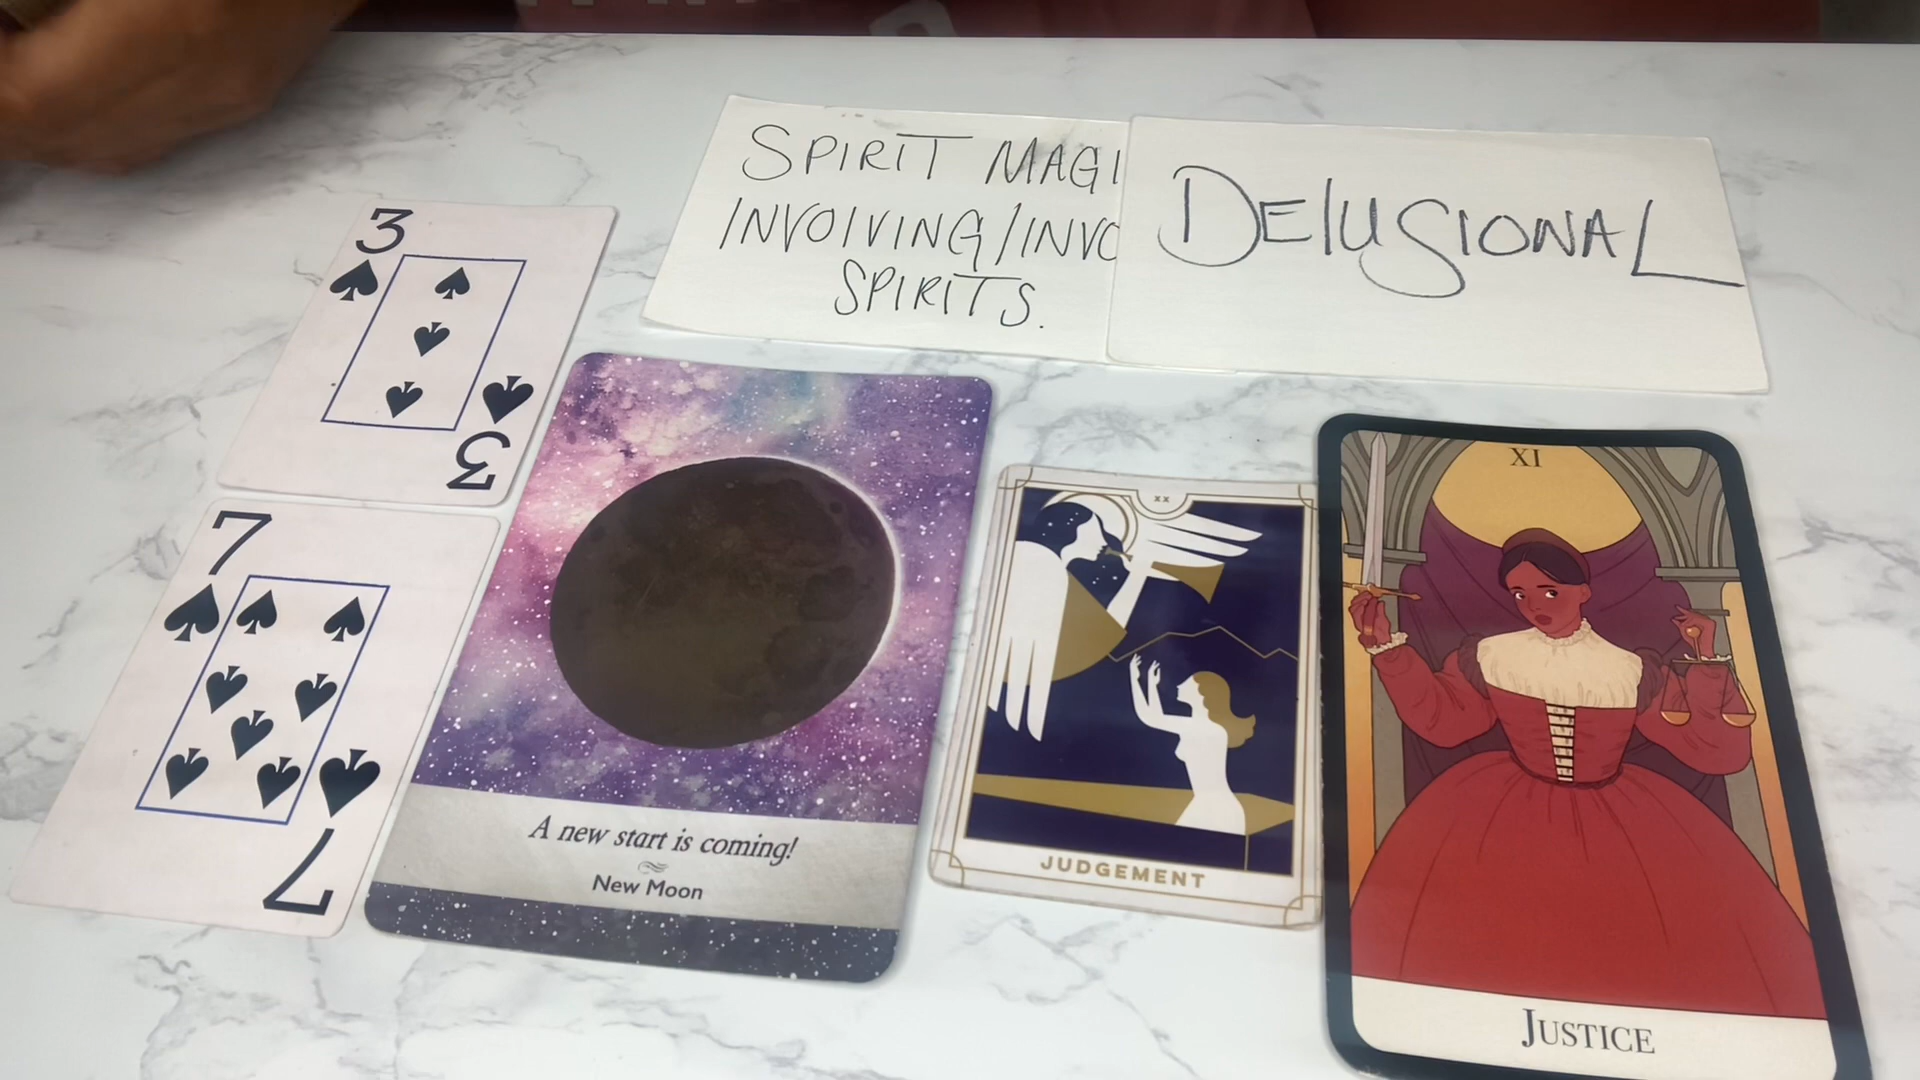 SPIRIT MAGI
INVOLVING/INVO
SPIRITS.
DELUSIONAL
3
3
7
7
A new start is coming!
New Moon
XX
JUDGEMENT
XI
JUSTICE